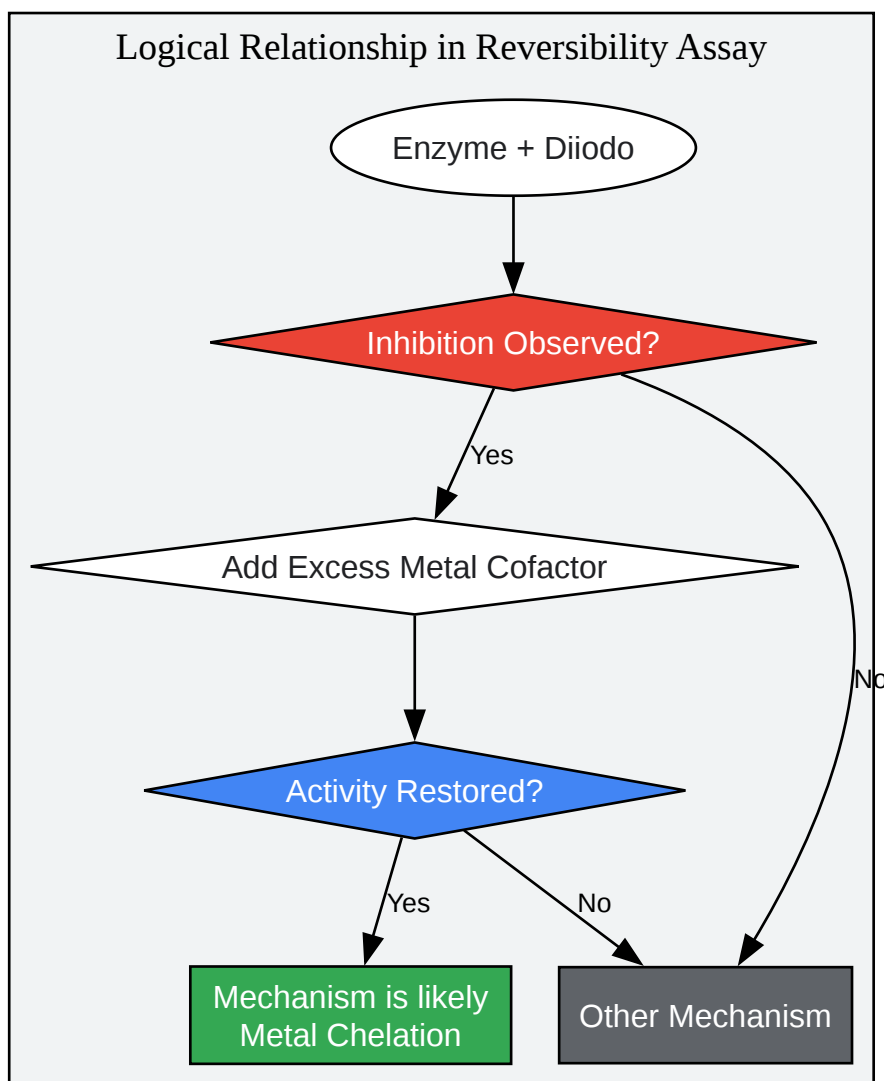 Logical Relationship in Reversibility Assay
Enzyme + Diiodo
Inhibition Observed?
Yes
Add Excess Metal Cofactor
No
Activity Restored?
Yes
No
Mechanism is likely
Metal Chelation
Other Mechanism